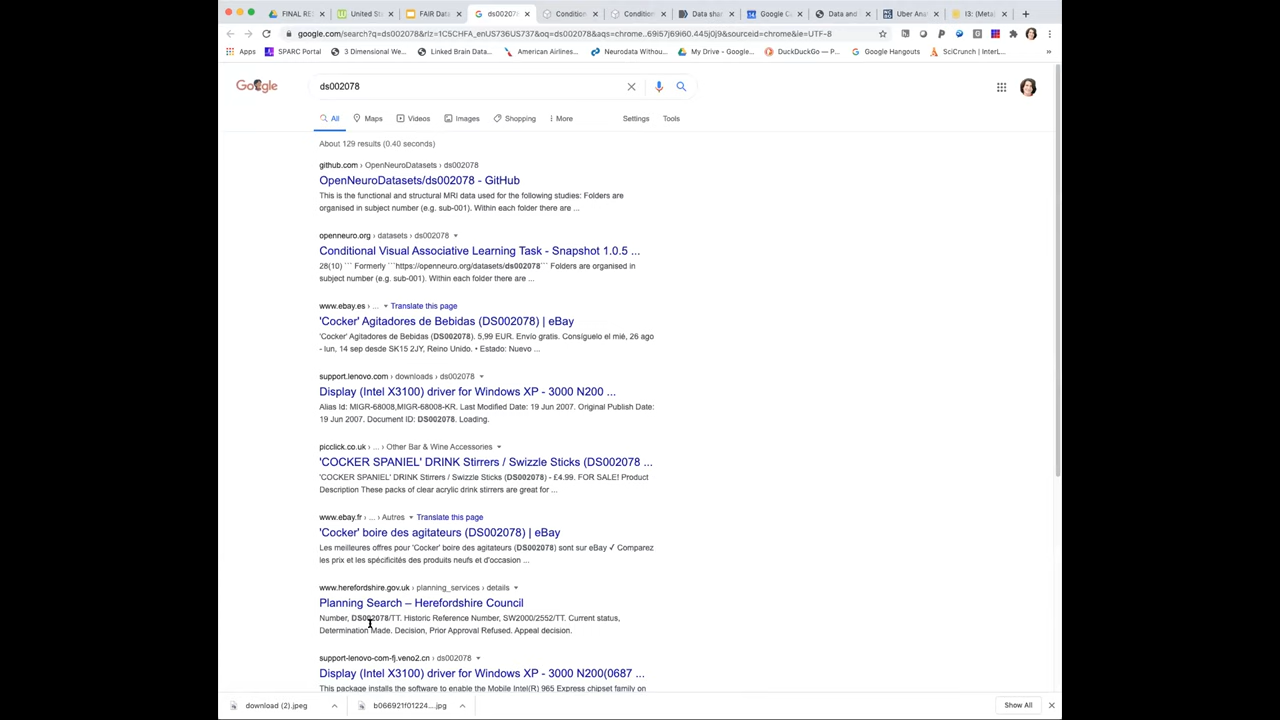 FINAL RE
United St
FAIR Data
ds002078
Condition
Condition
Data shar
Google C
Data and
Uber Ana
I3: (Meta)
google.com/search?q=ds002078&rlz=1C5CHFA_enUS736US737&oq=ds002078&aqs=chrome..69i57j69i60.445j0j9&sourceid=chrome&ie=UTF-8
Apps
SPARC Portal
3 Dimensional We...
Linked Brain Data...
American Airlines...
Neurodata Withou...
My Drive - Google...
DuckDuckGo — P...
Google Hangouts
SciCrunch | InterL...
»
Google
ds002078
All
Maps
Videos
Images
Shopping
More
Settings
Tools
About 129 results (0.40 seconds)
github.com › OpenNeuroDatasets › ds002078
OpenNeuroDatasets/ds002078 - GitHub
This is the functional and structural MRI data used for the following studies: Folders are
organised in subject number (e.g. sub-001). Within each folder there are ...
openneuro.org › datasets › ds002078
Conditional Visual Associative Learning Task - Snapshot 1.0.5 ...
28(10) ``` Formerly ```https://openneuro.org/datasets/ds002078``` Folders are organised in
subject number (e.g. sub-001). Within each folder there are ...
www.ebay.es › ... Translate this page
'Cocker' Agitadores de Bebidas (DS002078) | eBay
'Cocker' Agitadores de Bebidas (DS002078). 5,99 EUR. Envío gratis. Consíguelo el mié, 26 ago
- lun, 14 sep desde SK15 2JY, Reino Unido. • Estado: Nuevo ...
support.lenovo.com › downloads › ds002078
Display (Intel X3100) driver for Windows XP - 3000 N200 ...
Alias Id: MIGR-68008,MIGR-68008-KR. Last Modified Date: 19 Jun 2007. Original Publish Date:
19 Jun 2007. Document ID: DS002078. Loading.
picclick.co.uk › ... › Other Bar & Wine Accessories
'COCKER SPANIEL' DRINK Stirrers / Swizzle Sticks (DS002078 ...
'COCKER SPANIEL' DRINK Stirrers / Swizzle Sticks (DS002078) - £4.99. FOR SALE! Product
Description These packs of clear acrylic drink stirrers are great for ...
www.ebay.fr › ... › Autres Translate this page
'Cocker' boire des agitateurs (DS002078) | eBay
Les meilleures offres pour 'Cocker' boire des agitateurs (DS002078) sont sur eBay ✓ Comparez
les prix et les spécificités des produits neufs et d'occasion ...
www.herefordshire.gov.uk › planning_services › details
Planning Search – Herefordshire Council
Number, DS002078/TT. Historic Reference Number, SW2000/2552/TT. Current status,
Determination Made. Decision, Prior Approval Refused. Appeal decision.
support-lenovo-com-fj.veno2.cn › ds002078
Display (Intel X3100) driver for Windows XP - 3000 N200(0687 ...
This package installs the software to enable the Mobile Intel(R) 965 Express chipset family on
download (2).jpeg
b066921f01224....jpg
Show All